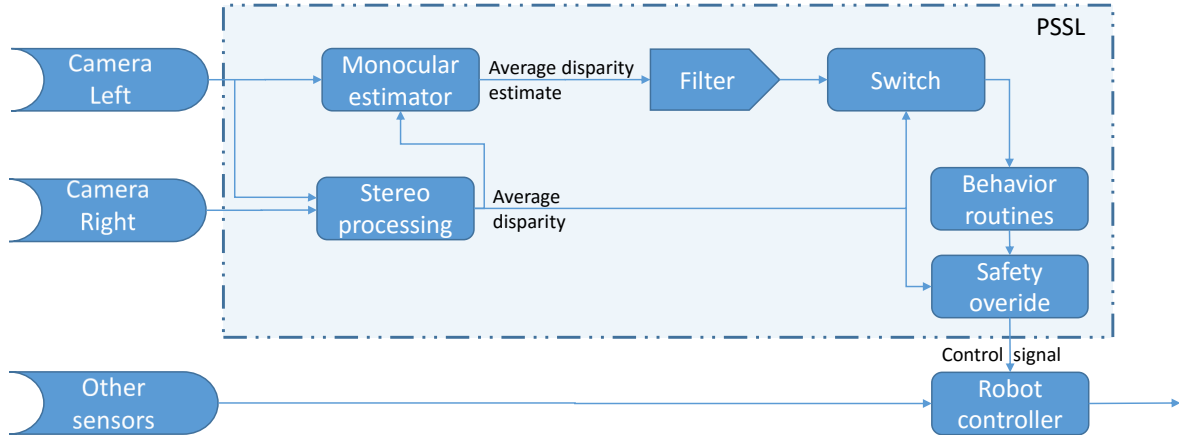 PSSL
Camera
Left
Monocular
estimator
Average disparity
estimate
Filter
Switch
Camera
Right
Stereo
processing
Average
disparity
Behavior
routines
Safety
overide
Control signal
Other
sensors
Robot
controller